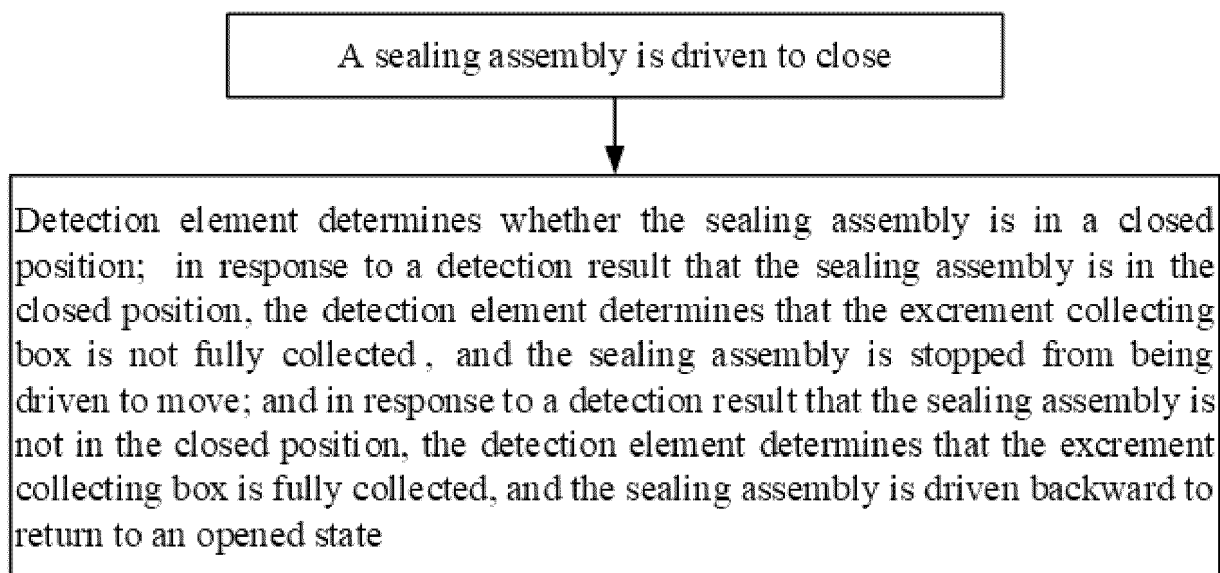 A sealing assembly is driven to close
Detection element determines whether the sealing assembly is in a closed
position; in response to a detection result that the sealing assembly is in the
closed position, the detection element determines that the excrement collecting
box is not fully collected , and the sealing assembly is stopped from being
driven to move; and in response to a detection result that the sealing assembly is
not in the closed position, the detection element determines that the excrement
collecting box is fully collected, and the sealing assembly is driven backward to
return to an opened state